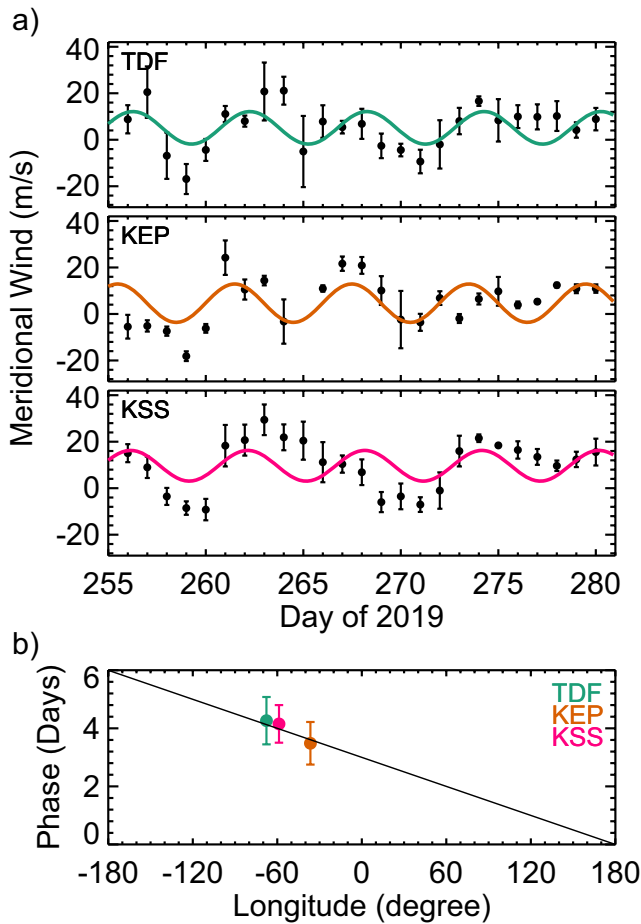 a)
TDF
40
20
0
-20
KEP
40
20
0
-20
KSS
40
20
0
-20
Meridional Wind (m/s)
255 260 265 270 275 280
Day of 2019
b)
6
4
2
0
Phase (Days)
TDF
KEP
KSS
-180 -120 -60 0 60 120 180
Longitude (degree)